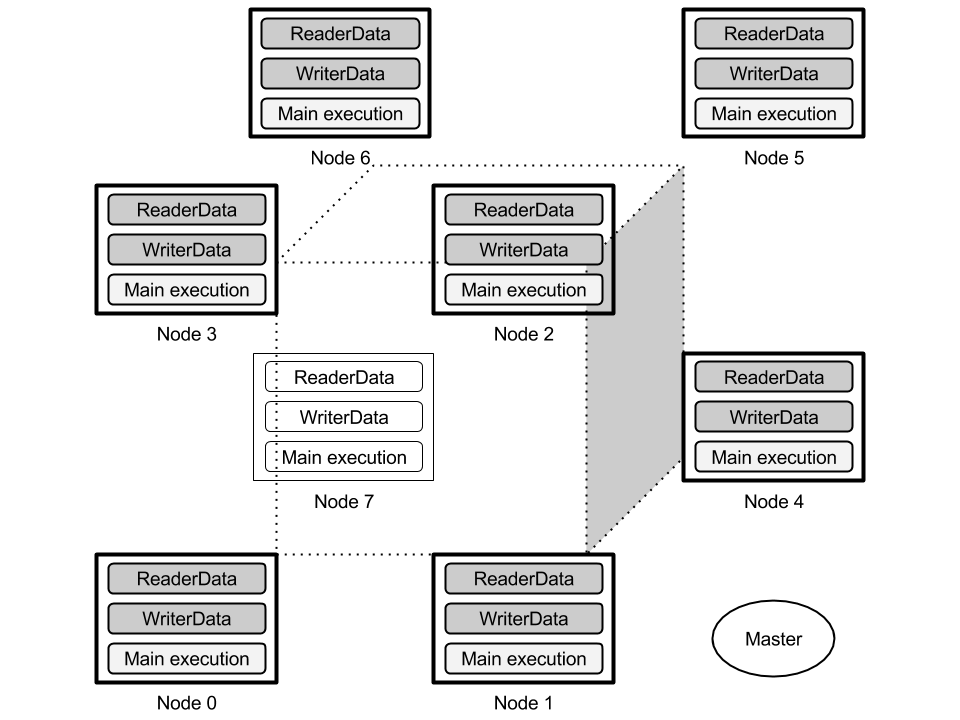 ReaderData
WriterData
Main execution
Node 6
ReaderData
WriterData
Main execution
Node 5
ReaderData
WriterData
Main execution
Node 3
ReaderData
WriterData
Main execution
Node 2
ReaderData
WriterData
Main execution
Node 7
ReaderData
WriterData
Main execution
Node 4
ReaderData
WriterData
Main execution
Node 0
ReaderData
WriterData
Main execution
Node 1
Master